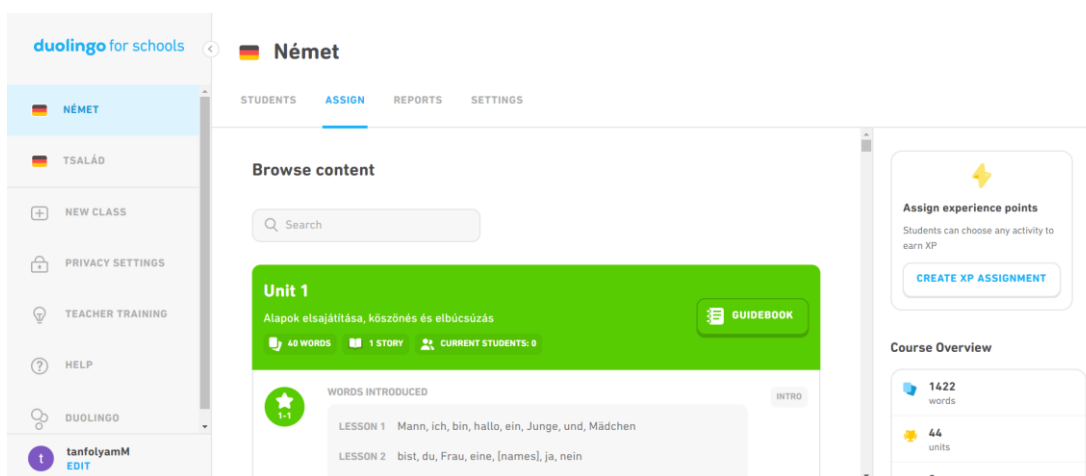 duolingo for schools
NÉMET
TSALÁD
NEW CLASS
PRIVACY SETTINGS
TEACHER TRAINING
HELP
DUOLINGO
t
tanfolyamM
EDIT
Német
STUDENTS ASSIGN REPORTS SETTINGS
Browse content
Search
Unit 1
Alapok elsajátítása, köszönés és elbúcsúzás
40 WORDS 1 STORY CURRENT STUDENTS: 0
GUIDEBOOK
1-1
WORDS INTRODUCED
INTRO
LESSON 1 Mann, ich, bin, hallo, ein, Junge, und, Mädchen
LESSON 2 bist, du, Frau, eine, [names], ja, nein
Assign experience points
Students can choose any activity to
earn XP
CREATE XP ASSIGNMENT
Course Overview
1422
words
44
units